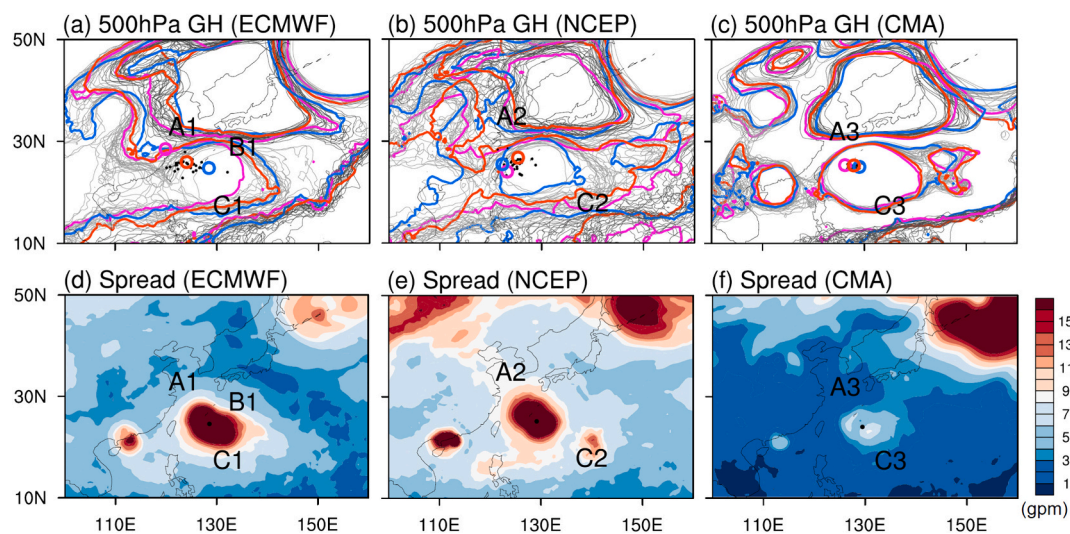 (a) 500hPa GH (ECMWF)
(b) 500hPa GH (NCEP)
(c) 500hPa GH (CMA)
50N
30N
10N
A1
B1
C1
A2
C2
A3
C3
(d) Spread (ECMWF)
(e) Spread (NCEP)
(f) Spread (CMA)
50N
30N
10N
A1
B1
C1
A2
C2
A3
C3
15
13
11
9
7
5
3
1
(gpm)
110E 130E 150E
110E 130E 150E
110E 130E 150E